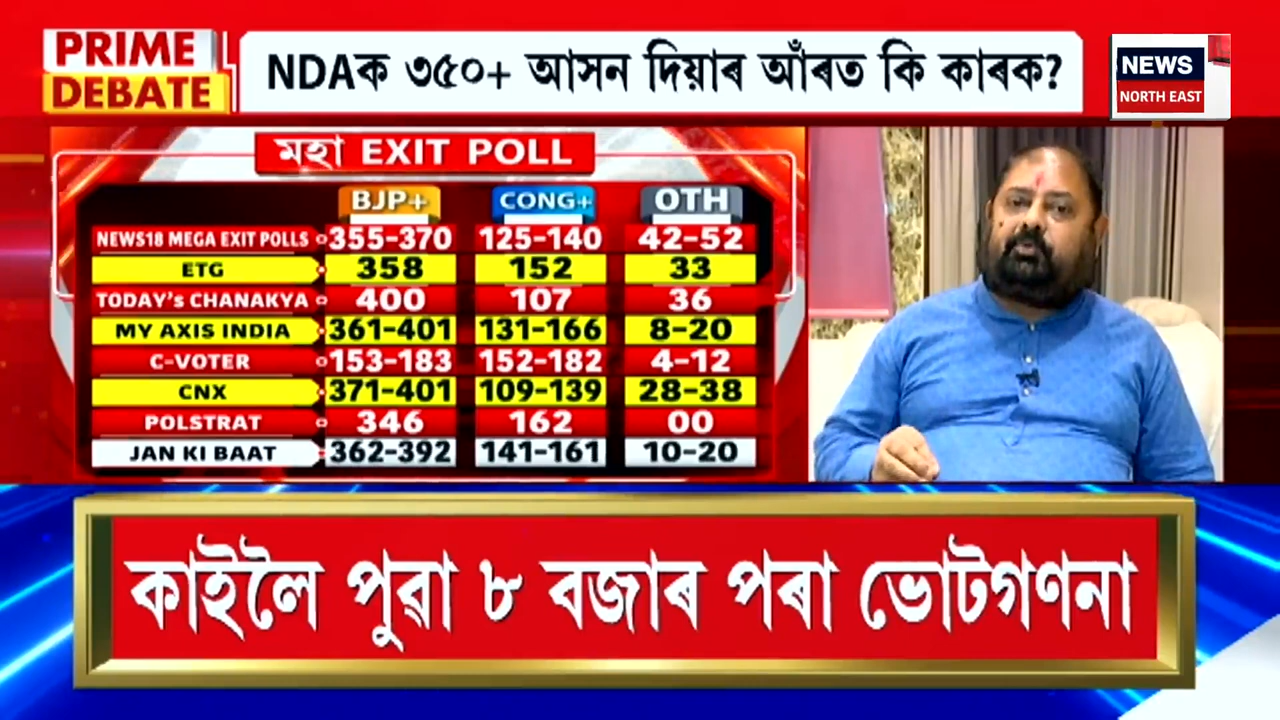 PRIME
DEBATE
NDAক ৩৫০+ আসন দিয়াৰ আঁৰত কি কাৰক?
NEWS
NORTH EAST
মহা EXIT POLL
BJP+ CONG+ OTH
NEWS18 MEGA EXIT POLLS 355-370 125-140 42-52
ETG 358 152 33
TODAY's CHANAKYA 400 107 36
MY AXIS INDIA 361-401 131-166 8-20
C-VOTER 153-183 152-182 4-12
CNX 371-401 109-139 28-38
POLSTRAT 346 162 00
JAN KI BAAT 362-392 141-161 10-20
কাইলৈ পুৱা ৮ বজাৰ পৰা ভোটগণনা